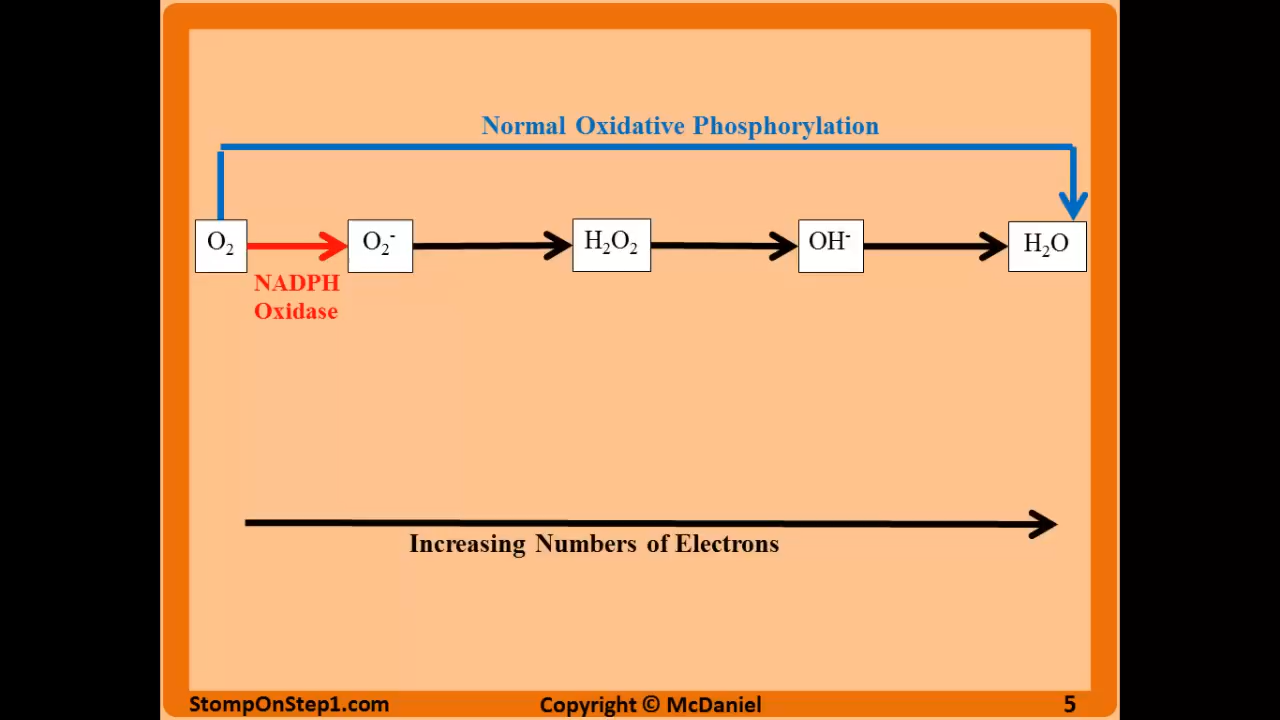 Normal Oxidative Phosphorylation
O₂ O₂⁻ H₂O₂ OH⁻ H₂O
NADPH
Oxidase
Increasing Numbers of Electrons
StompOnStep1.com Copyright © McDaniel 5